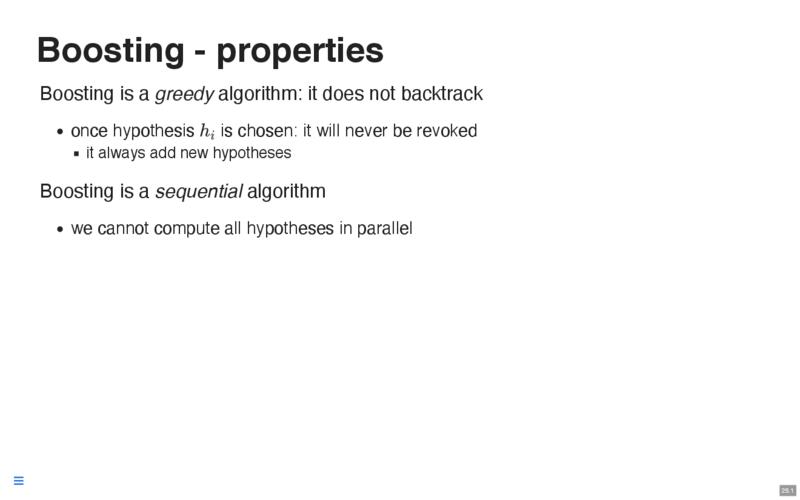 Boosting - properties
Boosting is a greedy algorithm: it does not backtrack
• once hypothesis hᵢ is chosen: it will never be revoked
▪ it always add new hypotheses
Boosting is a sequential algorithm
• we cannot compute all hypotheses in parallel
25.1